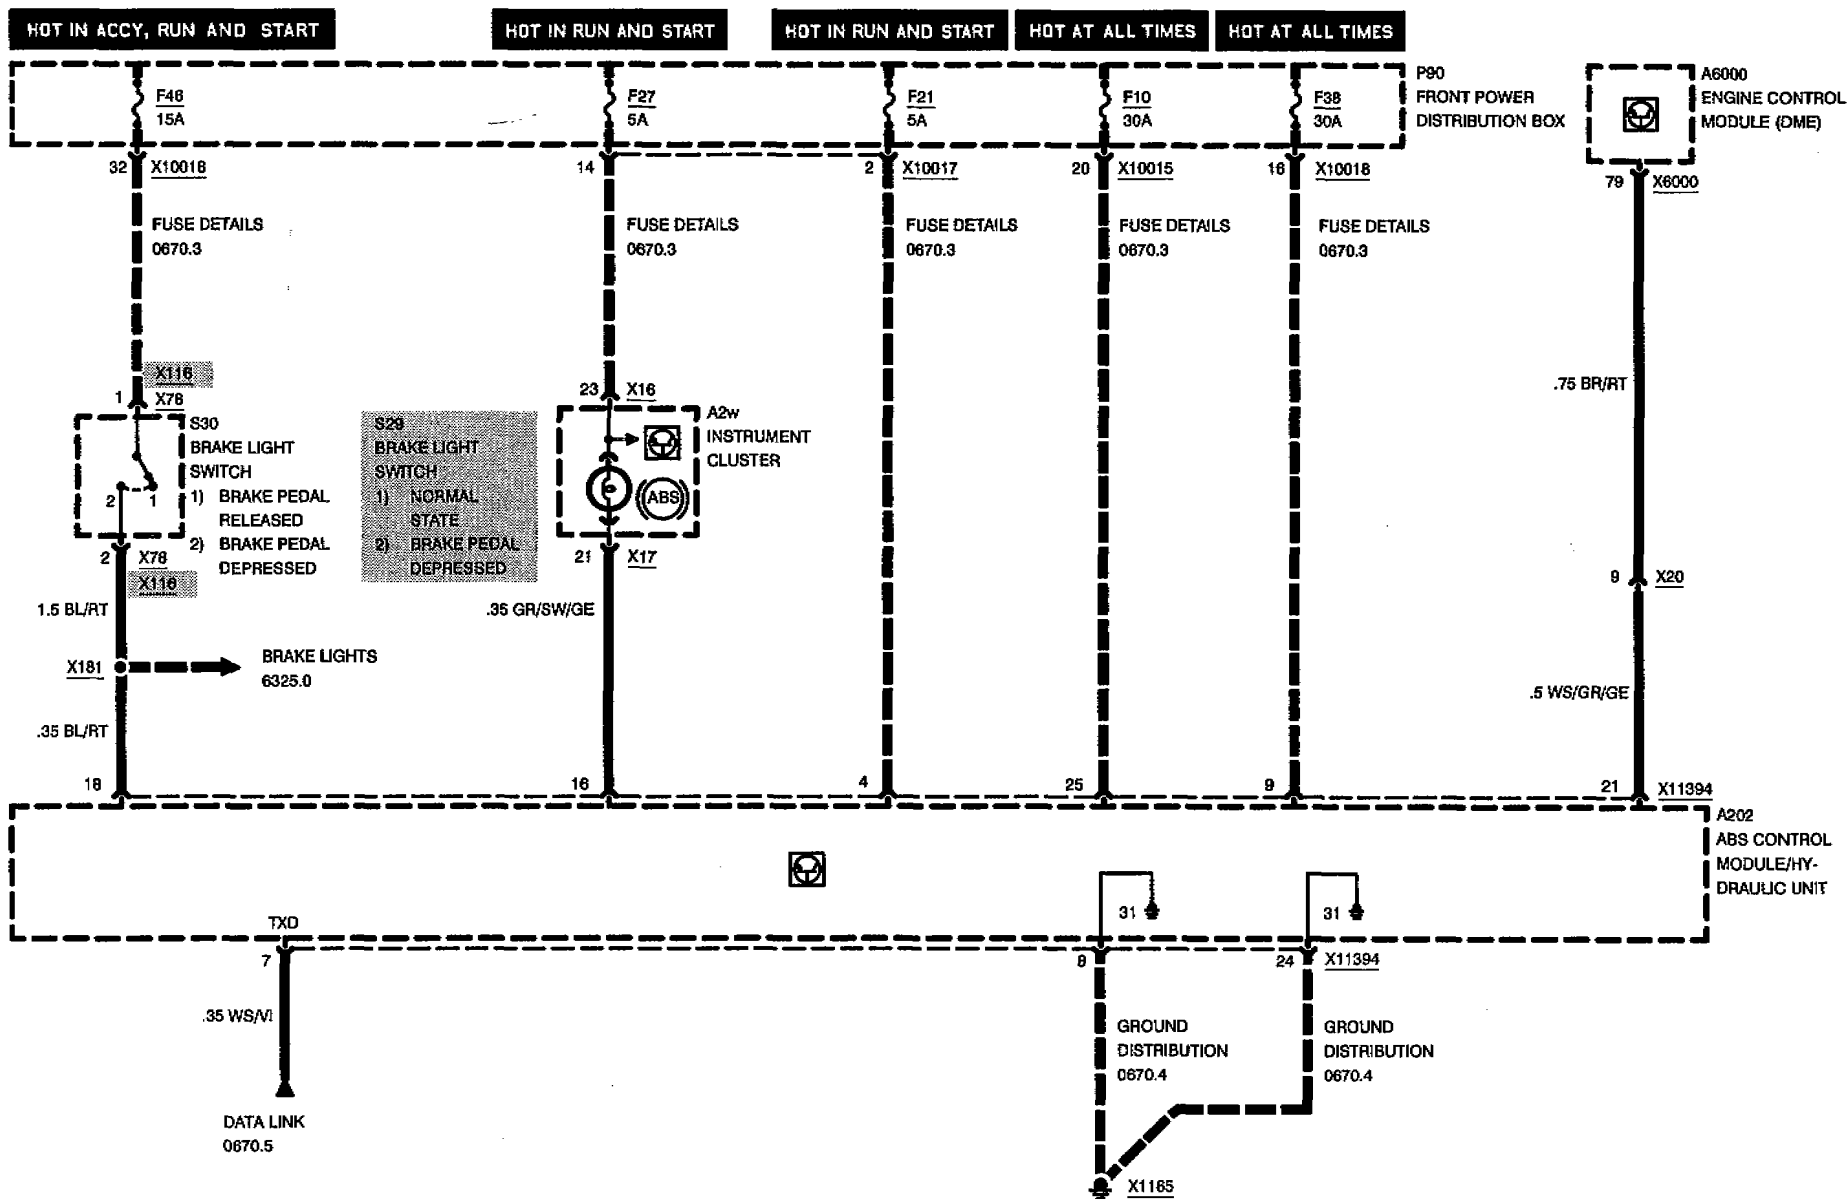 HOT IN ACCY, RUN AND START
HOT IN RUN AND START
HOT IN RUN AND START
HOT AT ALL TIMES
HOT AT ALL TIMES
F46
15A
F27
5A
F21
5A
F10
30A
F38
30A
P90
FRONT POWER
DISTRIBUTION BOX
A6000
ENGINE CONTROL
MODULE (DME)
32 X10018
14
2 X10017
20 X10015
16 X10018
79 X6000
FUSE DETAILS
0670.3
FUSE DETAILS
0670.3
FUSE DETAILS
0670.3
FUSE DETAILS
0670.3
FUSE DETAILS
0670.3
.75 BR/RT
X116
1 X78
S30
BRAKE LIGHT
SWITCH
1) BRAKE PEDAL
RELEASED
2) BRAKE PEDAL
DEPRESSED
2 1
2 X78
X116
S29
BRAKE LIGHT
SWITCH
1) NORMAL
STATE
2) BRAKE PEDAL
DEPRESSED
23 X16
A2w
INSTRUMENT
CLUSTER
ABS
21 X17
9 X20
1.5 BL/RT
.35 GR/SW/GE
X181
BRAKE LIGHTS
6325.0
.5 WS/GR/GE
.35 BL/RT
18
16
4
25
9
21 X11394
A202
ABS CONTROL
MODULE/HY-
DRAULIC UNIT
31
31
TXD
7
8
24 X11394
.35 WS/VI
GROUND
DISTRIBUTION
0670.4
GROUND
DISTRIBUTION
0670.4
DATA LINK
0670.5
X1165